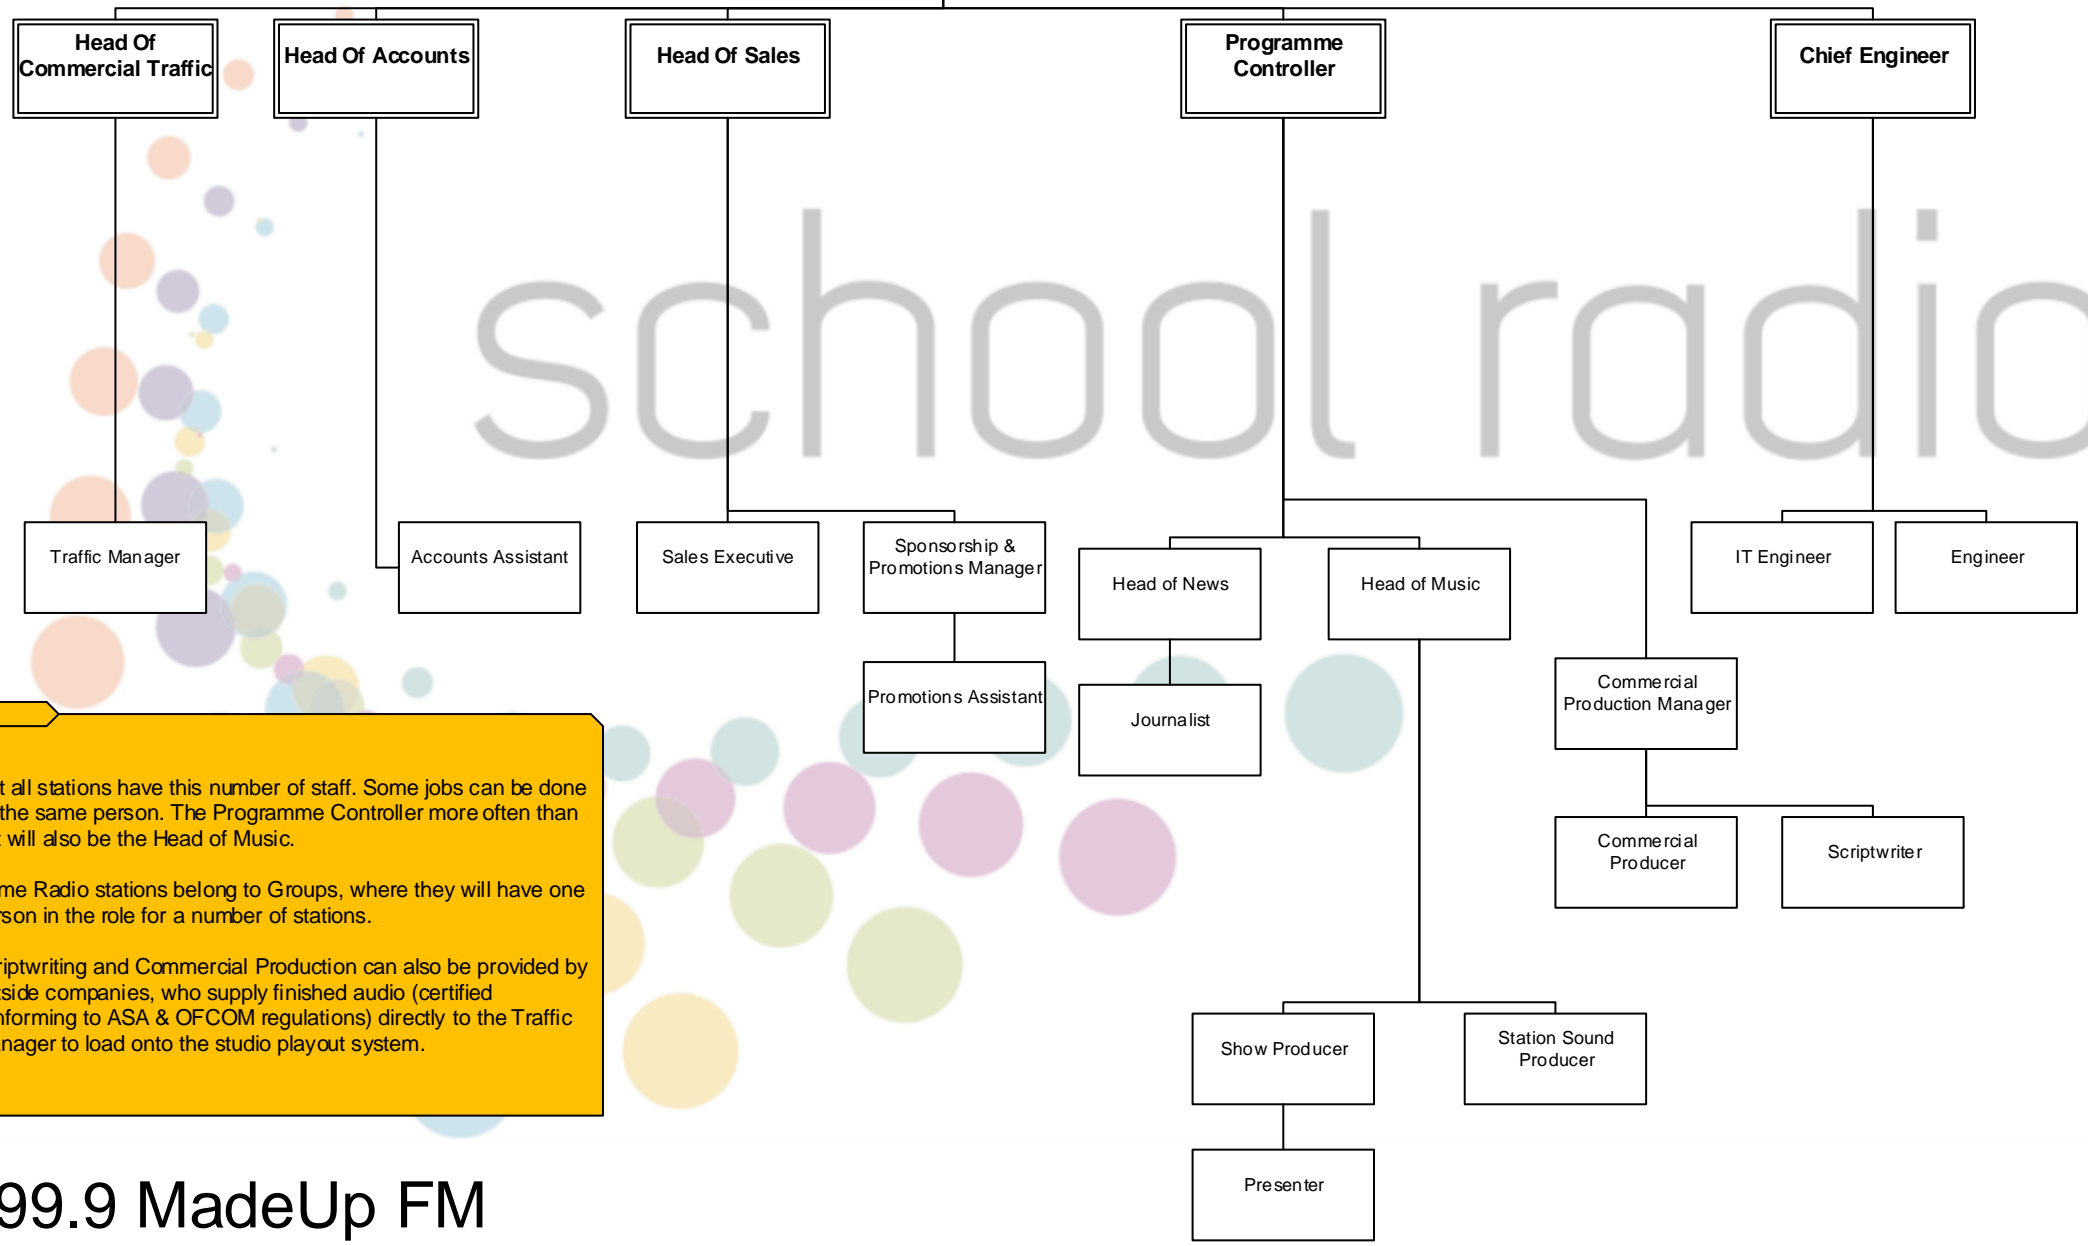 Head Of
Commercial Traffic
Head Of Accounts
Head Of Sales
Programme
Controller
Chief Engineer
school radio
Traffic Manager
Accounts Assistant
Sales Executive
Sponsorship &
Promotions Manager
Head of News
Head of Music
IT Engineer
Engineer
Promotions Assistant
Journalist
Commercial
Production Manager
Commercial
Producer
Scriptwriter
Show Producer
Station Sound
Producer
Presenter
all stations have this number of staff. Some jobs can be done
the same person. The Programme Controller more often than
will also be the Head of Music.
Radio stations belong to Groups, where they will have one
in the role for a number of stations.
and Commercial Production can also be provided by
companies, who supply finished audio (certified
to ASA & OFCOM regulations) directly to the Traffic
to load onto the studio playout system.
99.9 MadeUp FM